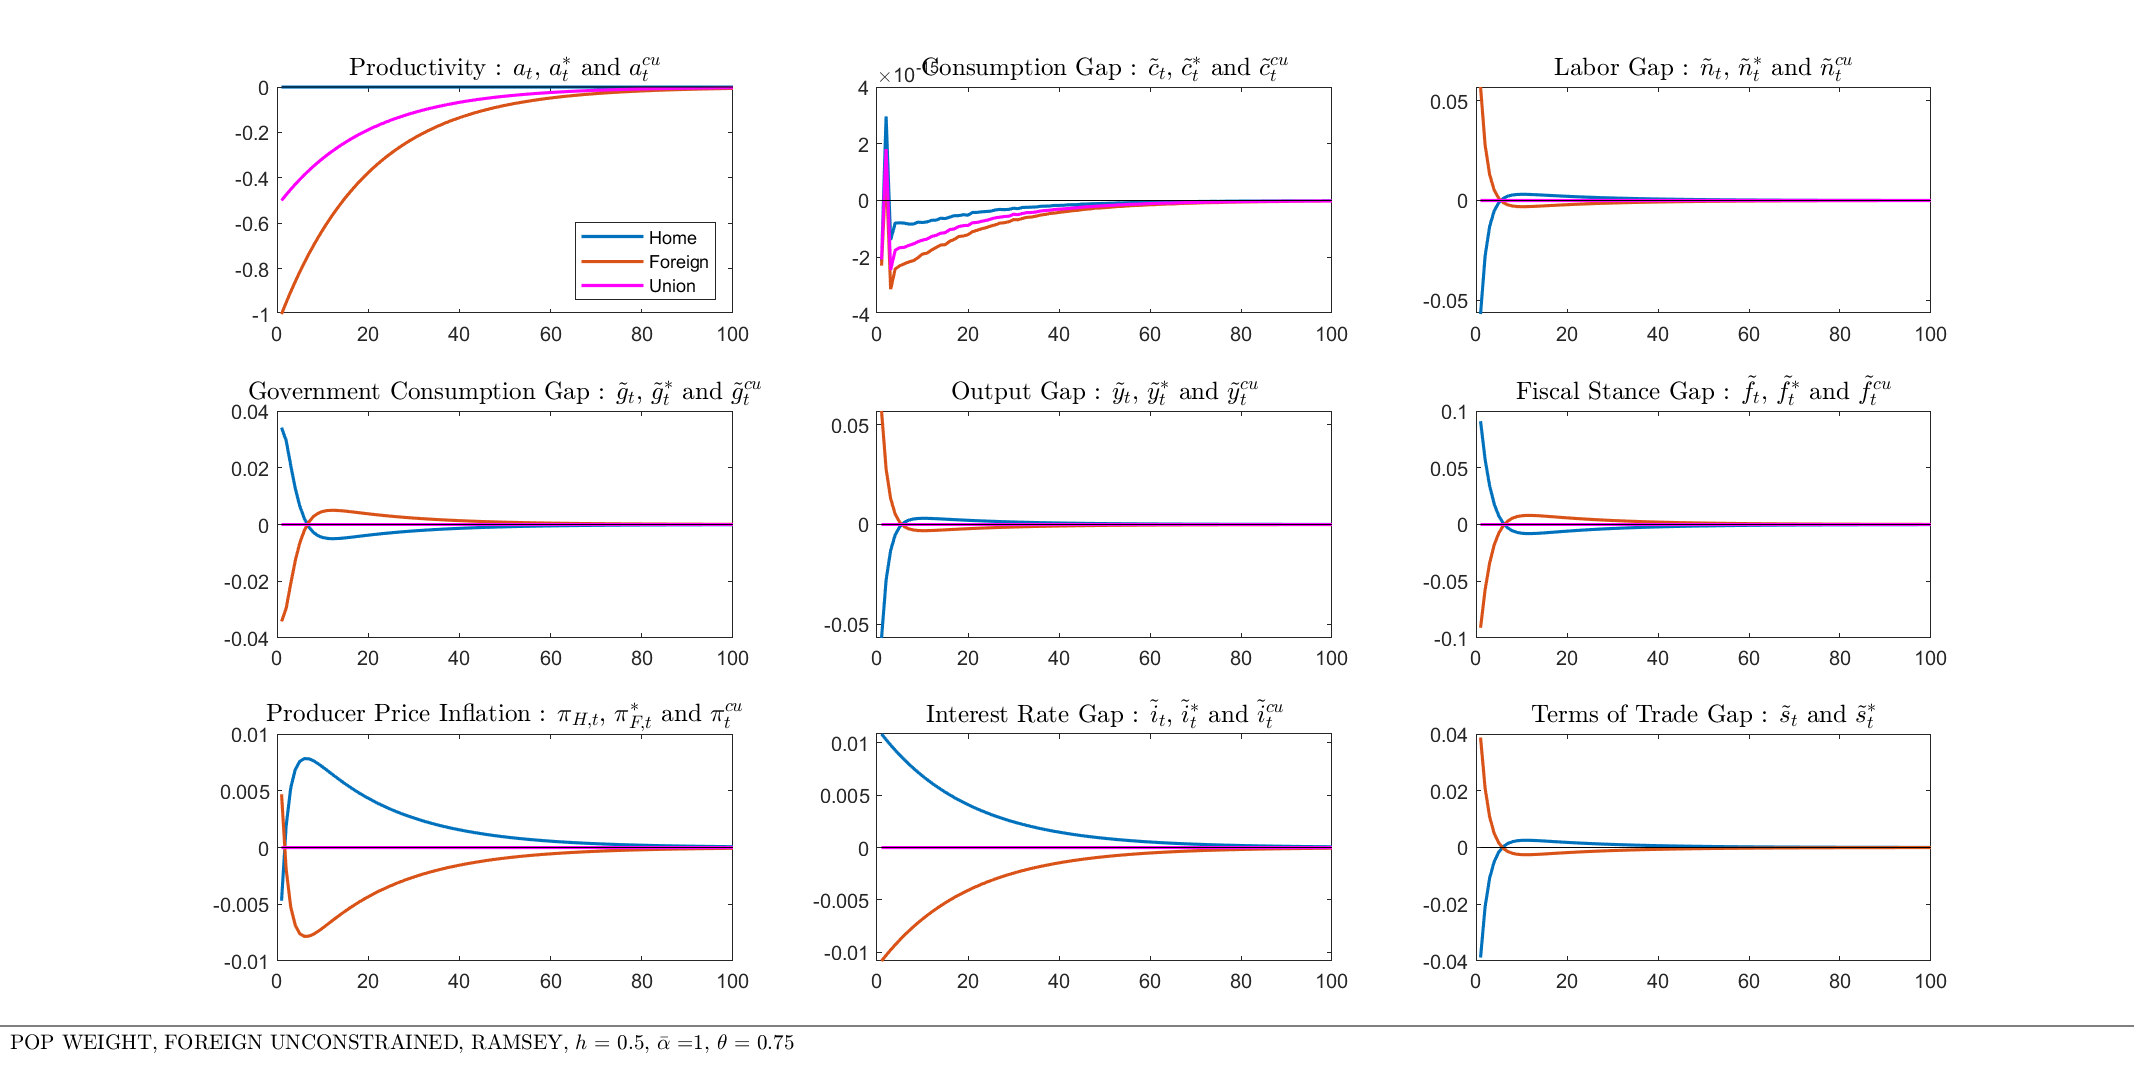 Productivity : a_t, a_t^* and a_t^{cu}
0
-0.2
-0.4
-0.6
-0.8
-1
0 20 40 60 80 100
Home
Foreign
Union
×10^{-15}
Consumption Gap : c̃_t, c̃_t^* and c̃_t^{cu}
4
2
0
-2
-4
0 20 40 60 80 100
Labor Gap : ñ_t, ñ_t^* and ñ_t^{cu}
0.05
0
-0.05
0 20 40 60 80 100
Government Consumption Gap : g̃_t, g̃_t^* and g̃_t^{cu}
0.04
0.02
0
-0.02
-0.04
0 20 40 60 80 100
Output Gap : ỹ_t, ỹ_t^* and ỹ_t^{cu}
0.05
0
-0.05
0 20 40 60 80 100
Fiscal Stance Gap : f̃_t, f̃_t^* and f̃_t^{cu}
0.1
0.05
0
-0.05
-0.1
0 20 40 60 80 100
Producer Price Inflation : π_{H,t}, π_{F,t}^* and π_t^{cu}
0.01
0.005
0
-0.005
-0.01
0 20 40 60 80 100
Interest Rate Gap : ĩ_t, ĩ_t^* and ĩ_t^{cu}
0.01
0.005
0
-0.005
-0.01
0 20 40 60 80 100
Terms of Trade Gap : s̃_t and s̃_t^*
0.04
0.02
0
-0.02
-0.04
0 20 40 60 80 100
POP WEIGHT, FOREIGN UNCONSTRAINED, RAMSEY, h = 0.5, ᾱ =1, θ = 0.75